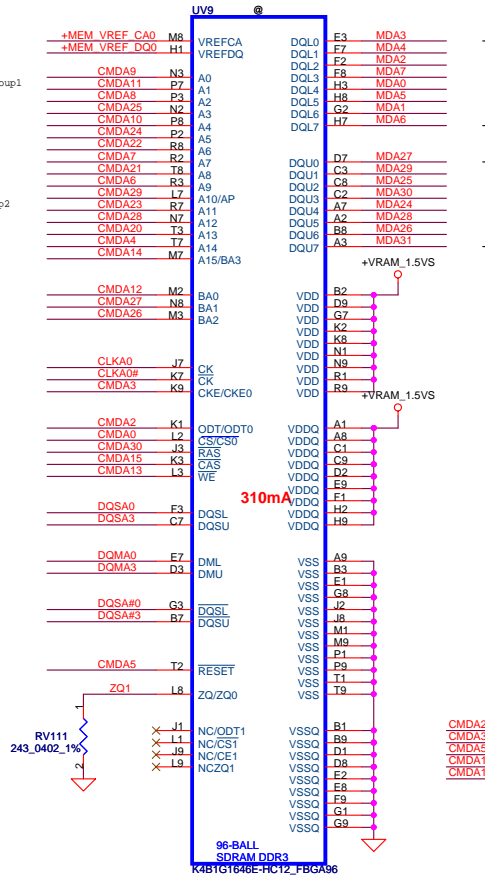 UV9 @
+MEM_VREF_CA0 M8 VREFCA
+MEM_VREF_DQ0 H1 VREFDQ
oup1
CMDA9 N3 A0
CMDA11 P7 A1
CMDA8 P3 A2
CMDA25 N2 A3
CMDA10 P8 A4
CMDA24 P2 A5
CMDA22 R8 A6
CMDA7 R2 A7
CMDA21 T8 A8
CMDA6 R3 A9
CMDA29 L7 A10/AP
p2
CMDA23 R7 A11
CMDA28 N7 A12
CMDA20 T3 A13
CMDA4 T7 A14
CMDA14 M7 A15/BA3
CMDA12 M2 BA0
CMDA27 N8 BA1
CMDA26 M3 BA2
CLKA0 J7 CK
CLKA0# K7 CK
CMDA3 K9 CKE/CKE0
CMDA2 K1 ODT/ODT0
CMDA0 L2 CS/CS0
CMDA30 J3 RAS
CMDA15 K3 CAS
CMDA13 L3 WE
310mA
DQSA0 F3 DQSL
DQSA3 C7 DQSU
DQMA0 E7 DML
DQMA3 D3 DMU
DQSA#0 G3 DQSL
DQSA#3 B7 DQSU
CMDA5 T2 RESET
ZQ1 L8 ZQ/ZQ0
1
RV111
243_0402_1%
2
J1 NC/ODT1
L1 NC/CS1
J9 NC/CE1
L9 NCZQ1
DQL0 E3 MDA3
DQL1 F7 MDA4
DQL2 F2 MDA2
DQL3 F8 MDA7
DQL4 H3 MDA0
DQL5 H8 MDA5
DQL6 G2 MDA1
DQL7 H7 MDA6
DQU0 D7 MDA27
DQU1 C3 MDA29
DQU2 C8 MDA25
DQU3 C2 MDA30
DQU4 A7 MDA24
DQU5 A2 MDA28
DQU6 B8 MDA26
DQU7 A3 MDA31
+VRAM_1.5VS
VDD B2
VDD D9
VDD G7
VDD K2
VDD K8
VDD N1
VDD N9
VDD R1
VDD R9
+VRAM_1.5VS
VDDQ A1
VDDQ A8
VDDQ C1
VDDQ C9
VDDQ D2
VDDQ E9
VDDQ F1
VDDQ H2
VDDQ H9
VSS A9
VSS B3
VSS E1
VSS G8
VSS J2
VSS J8
VSS M1
VSS M9
VSS P1
VSS P9
VSS T1
VSS T9
VSSQ B1
VSSQ B9
VSSQ D1
VSSQ D8
VSSQ E2
VSSQ E8
VSSQ F9
VSSQ G1
VSSQ G9
CMDA2
CMDA3
CMDA5
CMDA1
CMDA1
96-BALL
SDRAM DDR3
K4B1G1646E-HC12_FBGA96